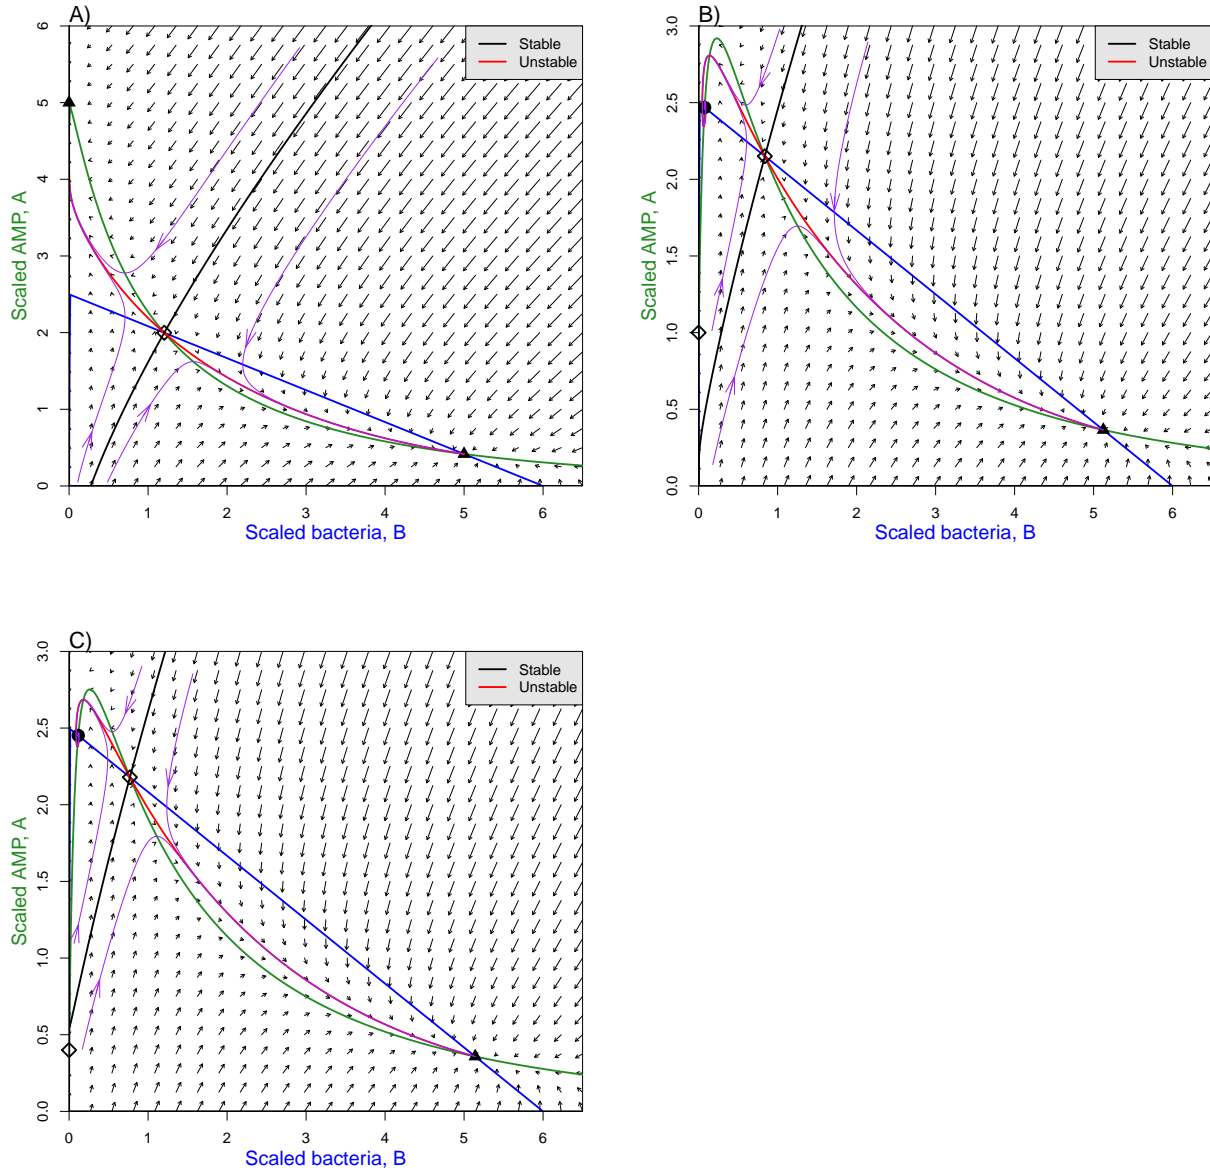 A)
Stable
Unstable
Scaled AMP, A
6
5
4
3
2
1
0
0 1 2 3 4 5 6
Scaled bacteria, B
B)
Stable
Unstable
Scaled AMP, A
3.0
2.5
2.0
1.5
1.0
0.5
0.0
0 1 2 3 4 5 6
Scaled bacteria, B
C)
Stable
Unstable
Scaled AMP, A
3.0
2.5
2.0
1.5
1.0
0.5
0.0
0 1 2 3 4 5 6
Scaled bacteria, B